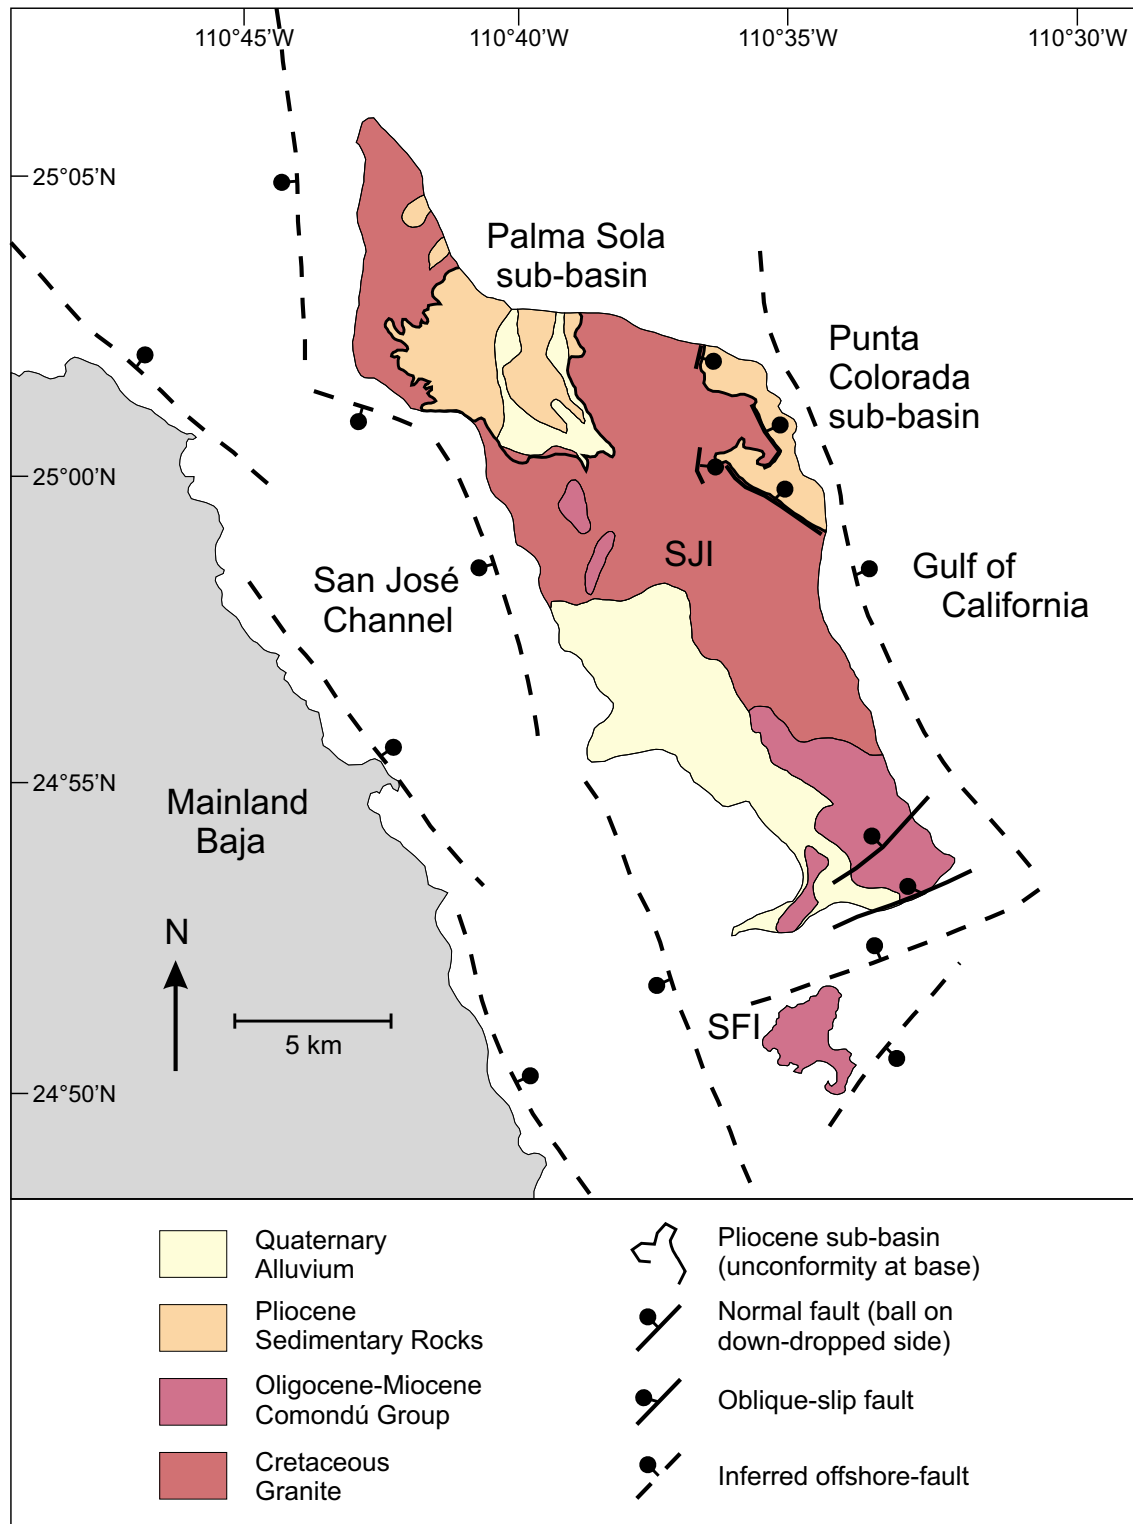 110°45’W
110°40’W
110°35’W
110°30’W
25°05’N
25°00’N
24°55’N
24°50’N
Palma Sola
sub-basin
Punta
Colorada
sub-basin
SJI
Gulf of
California
San José
Channel
Mainland
Baja
N
5 km
SFI
Quaternary
Alluvium
Pliocene
Sedimentary Rocks
Oligocene-Miocene
Comondú Group
Cretaceous
Granite
Pliocene sub-basin
(unconformity at base)
Normal fault (ball on
down-dropped side)
Oblique-slip fault
Inferred offshore-fault